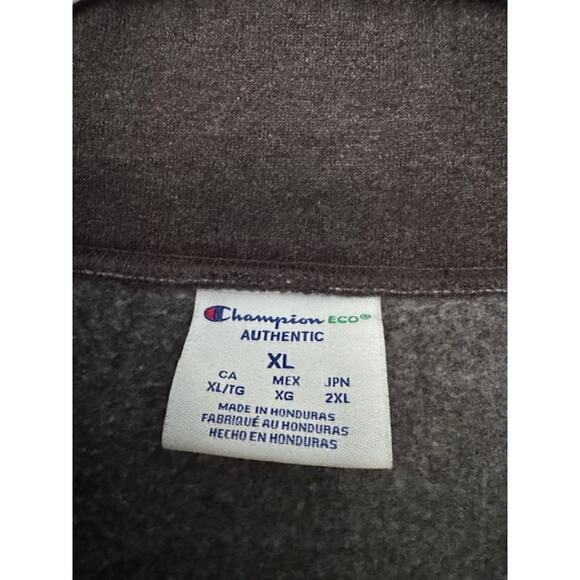 Champion ECO®
AUTHENTIC
XL
CA MEX JPN
XL/TG XG 2XL
MADE IN HONDURAS
FABRIQUÉ AU HONDURAS
HECHO EN HONDURAS